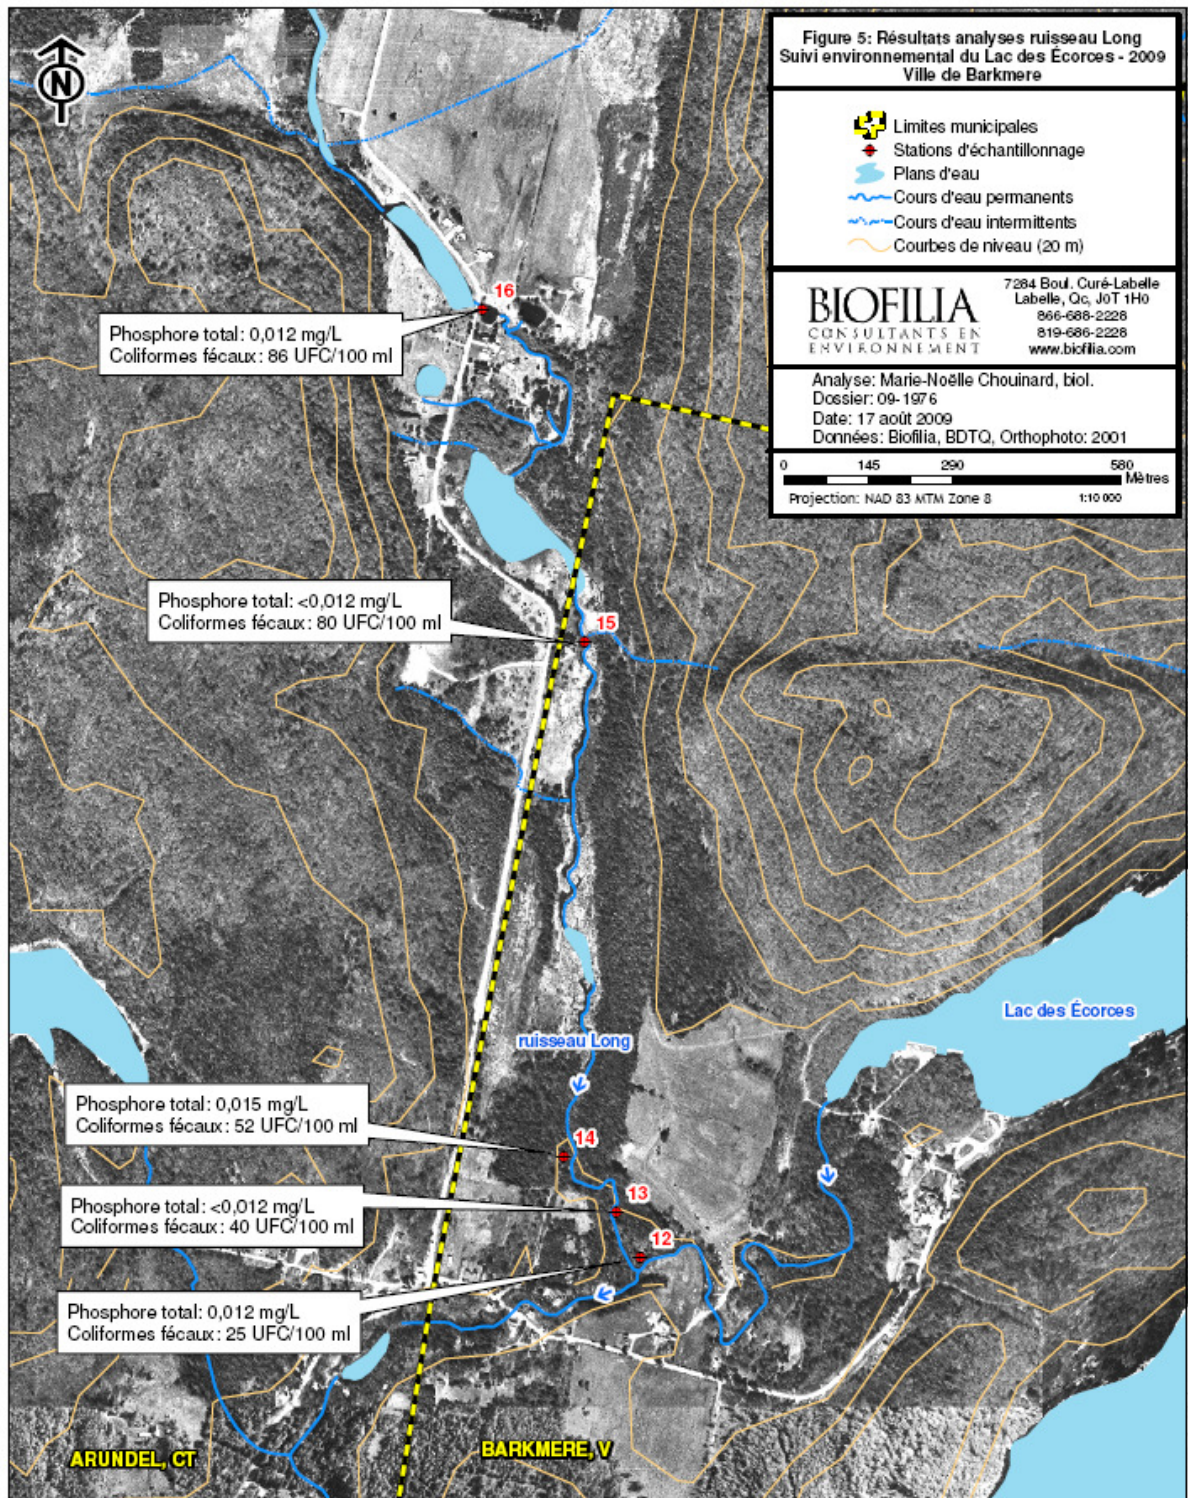 Figure 5: Résultats analyses ruisseau Long
Suivi environnemental du Lac des Écorces - 2009
Ville de Barkmere
N
Limites municipales
Stations d'échantillonnage
Plans d'eau
Cours d'eau permanents
Cours d'eau intermittents
Courbes de niveau (20 m)
BIOFILIA
CONSULTANTS EN
ENVIRONNEMENT
7284 Boul. Curé-Labelle
Labelle, Qc, J0T 1H0
866-688-2228
819-686-2228
www.biofilia.com
Analyse: Marie-Noëlle Chouinard, biol.
Dossier: 09-1976
Date: 17 août 2009
Données: Biofilia, BDTQ, Orthophoto: 2001
0 145 290 580
Mètres
Projection: NAD 83 MTM Zone 8 1:10 000
16
Phosphore total: 0,012 mg/L
Coliformes fécaux: 86 UFC/100 ml
Phosphore total: <0,012 mg/L
Coliformes fécaux: 80 UFC/100 ml
15
Lac des Écorces
ruisseau Long
Phosphore total: 0,015 mg/L
Coliformes fécaux: 52 UFC/100 ml
14
Phosphore total: <0,012 mg/L
Coliformes fécaux: 40 UFC/100 ml
13
12
Phosphore total: 0,012 mg/L
Coliformes fécaux: 25 UFC/100 ml
ARUNDEL, CT
BARKMERE, V